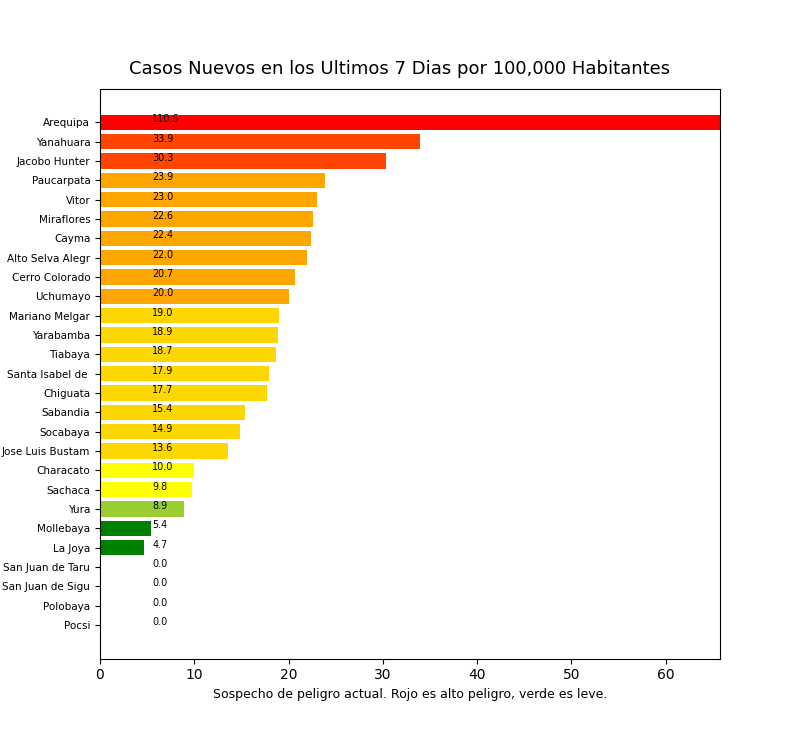 Casos Nuevos en los Ultimos 7 Dias por 100,000 Habitantes
Arequipa 110.6
Yanahuara 33.9
Jacobo Hunter 30.3
Paucarpata 23.9
Vitor 23.0
Miraflores 22.6
Cayma 22.4
Alto Selva Alegr 22.0
Cerro Colorado 20.7
Uchumayo 20.0
Mariano Melgar 19.0
Yarabamba 18.9
Tiabaya 18.7
Santa Isabel de 17.9
Chiguata 17.7
Sabandia 15.4
Socabaya 14.9
Jose Luis Bustam 13.6
Characato 10.0
Sachaca 9.8
Yura 8.9
Mollebaya 5.4
La Joya 4.7
San Juan de Taru 0.0
San Juan de Sigu 0.0
Polobaya 0.0
Pocsi 0.0
0 10 20 30 40 50 60
Sospecho de peligro actual. Rojo es alto peligro, verde es leve.